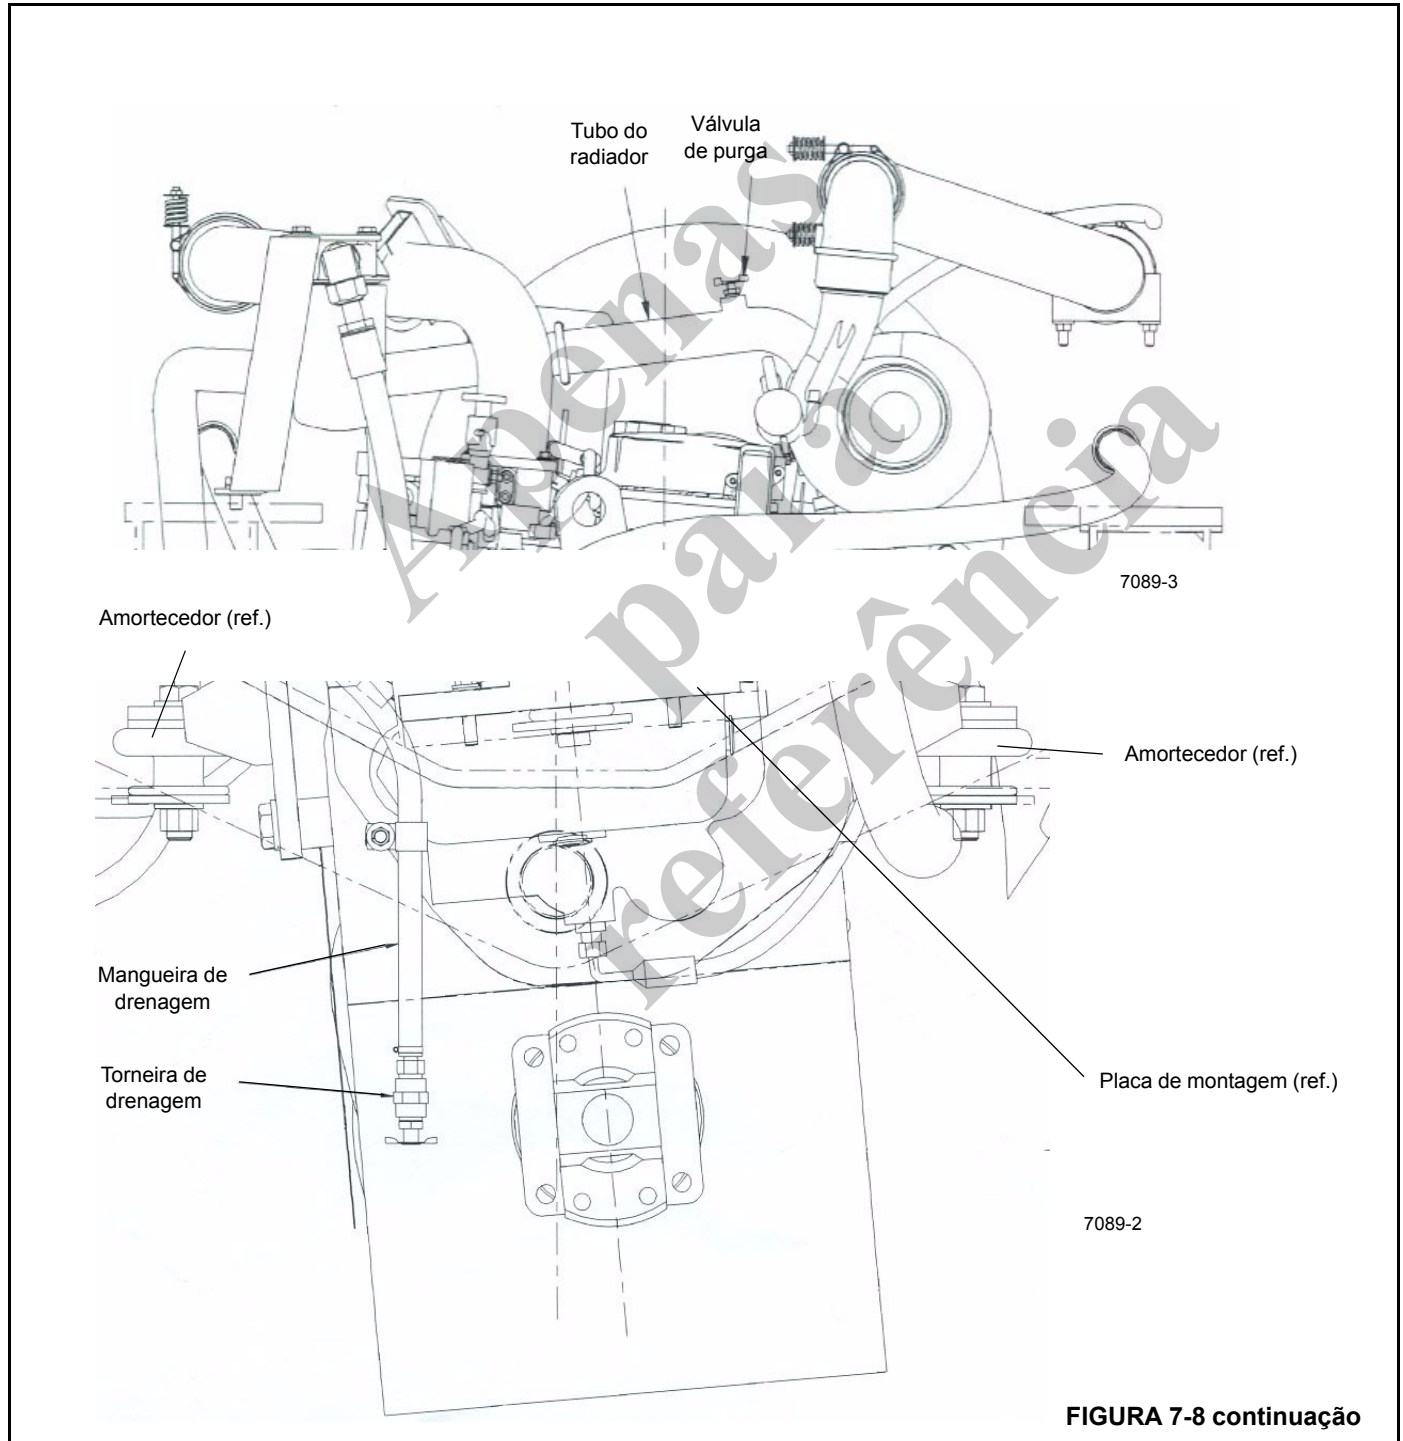 Tubo do
radiador
Válvula
de purga
7089-3
Amortecedor (ref.)
Amortecedor (ref.)
Mangueira de
drenagem
Torneira de
drenagem
Placa de montagem (ref.)
7089-2
FIGURA 7-8 continuação
Apenas
para
referência